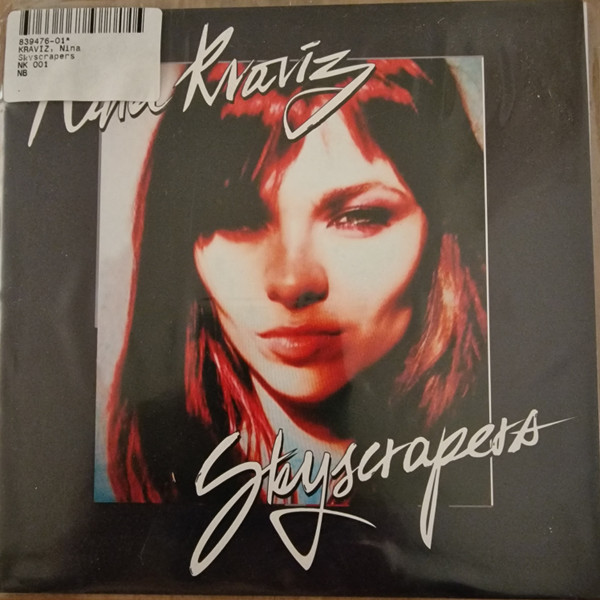 839476-01*
KRAVIZ, Nina
Skyscrapers
NK 001
NB
Nina Kraviz
Skyscrapers